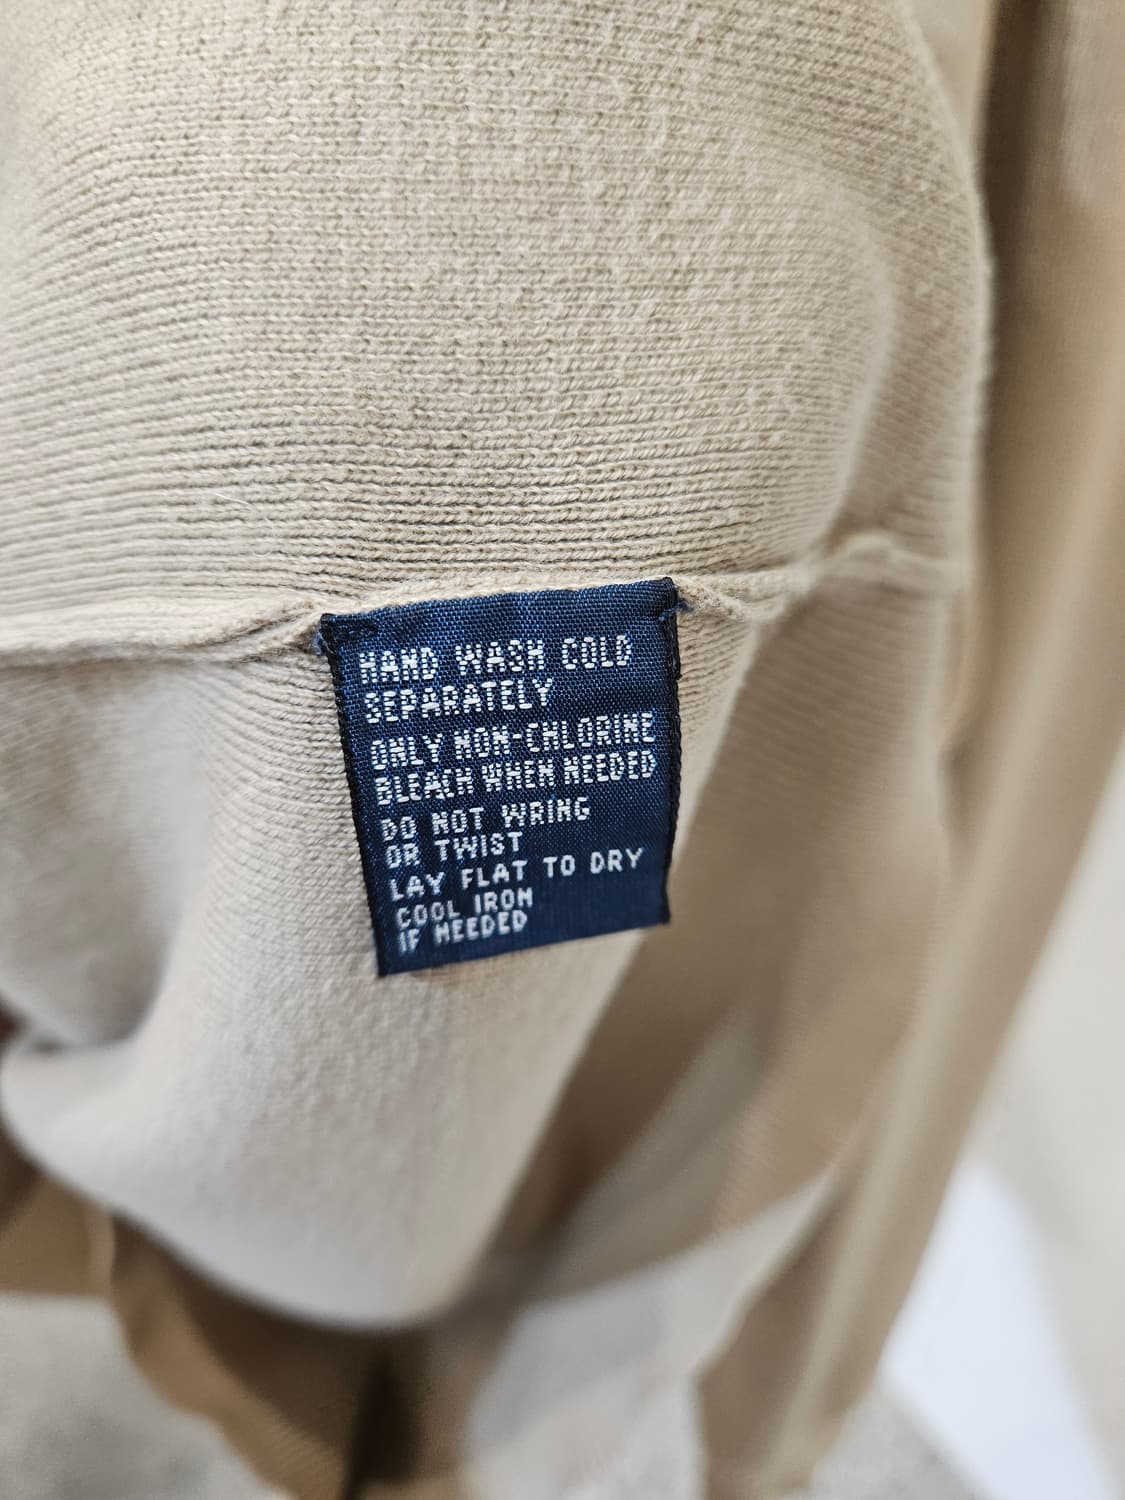 HAND WASH COLD
SEPARATELY
ONLY NON-CHLORINE
BLEACH WHEN NEEDED
DO NOT WRING
OR TWIST
LAY FLAT TO DRY
COOL IRON
IF NEEDED